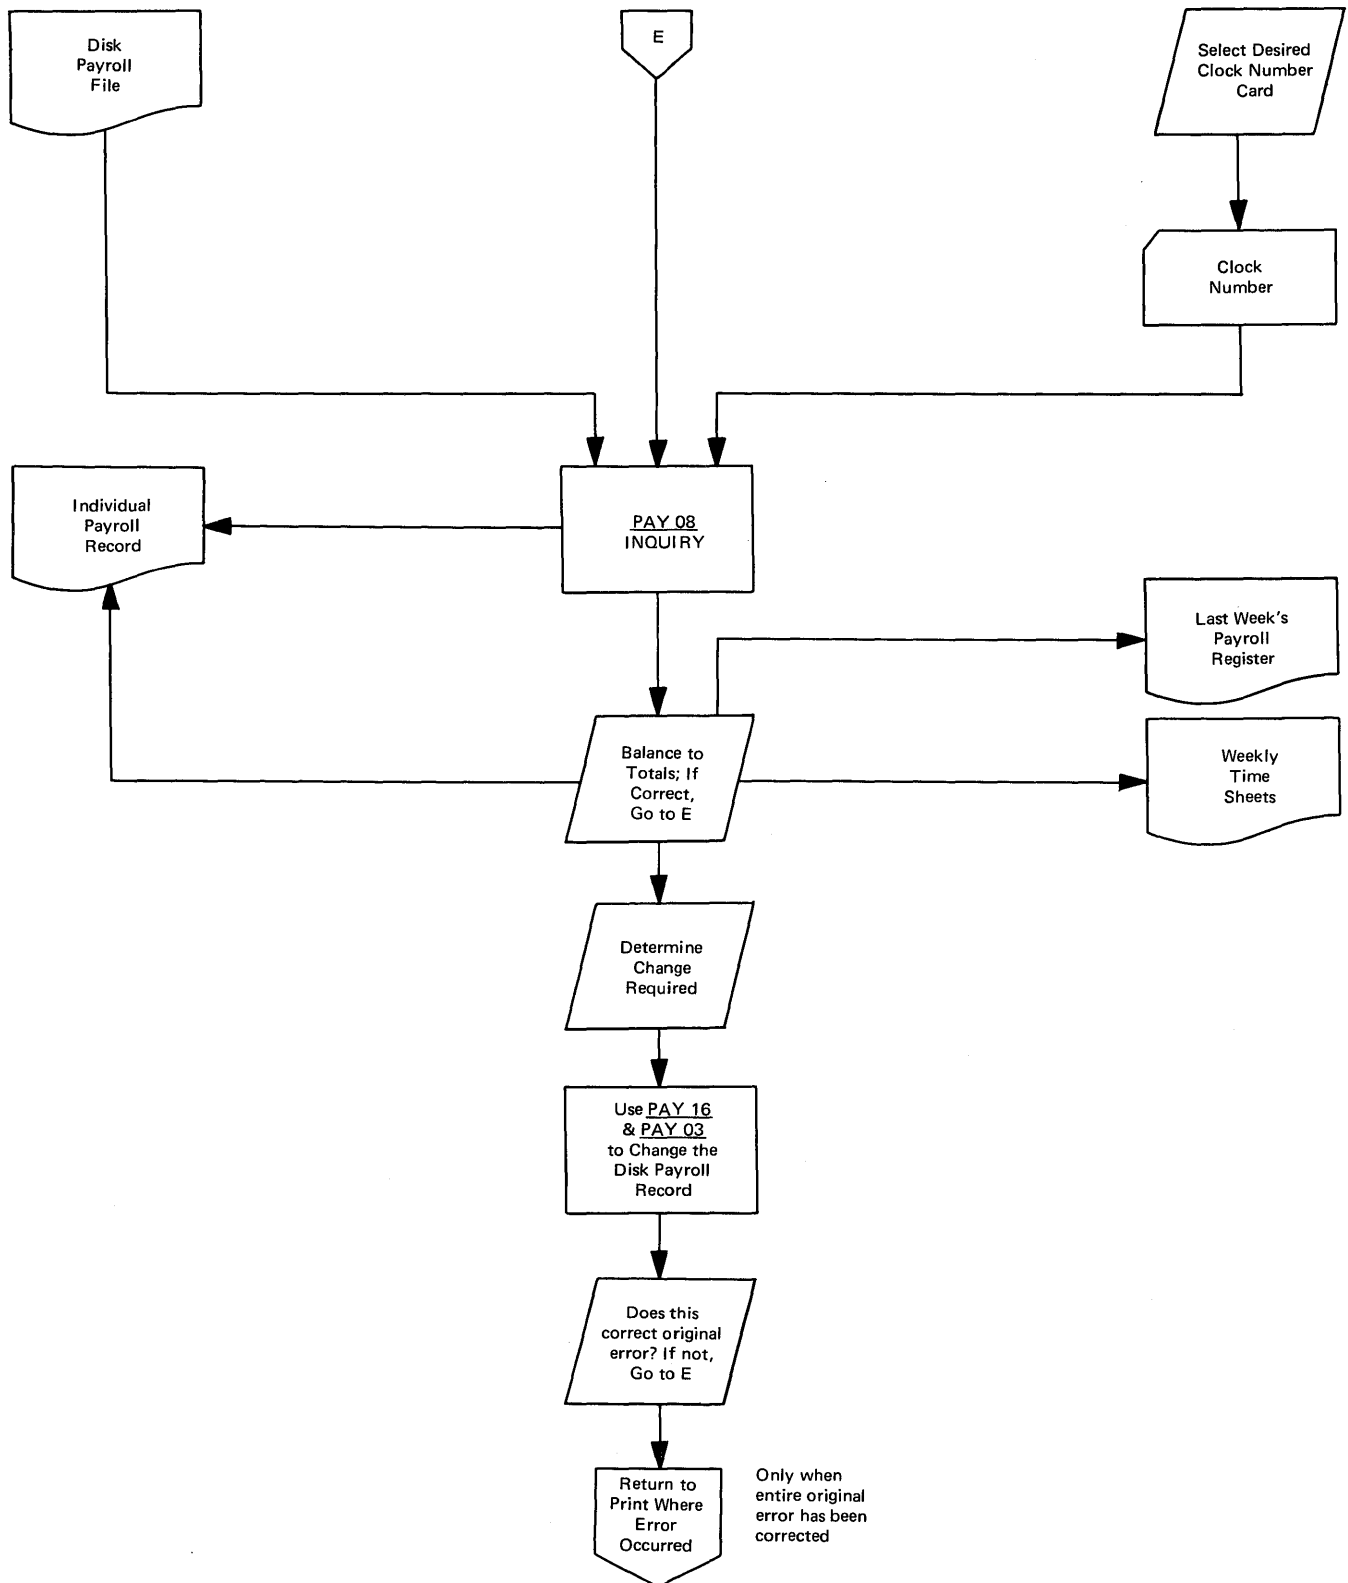 Disk
Payroll
File
E
Select Desired
Clock Number
Card
Clock
Number
Individual
Payroll
Record
PAY 08
INQUIRY
Last Week's
Payroll
Register
Balance to
Totals; If
Correct,
Go to E
Weekly
Time
Sheets
Determine
Change
Required
Use PAY 16
& PAY 03
to Change the
Disk Payroll
Record
Does this
correct original
error? If not,
Go to E
Return to
Print Where
Error
Occurred
Only when
entire original
error has been
corrected